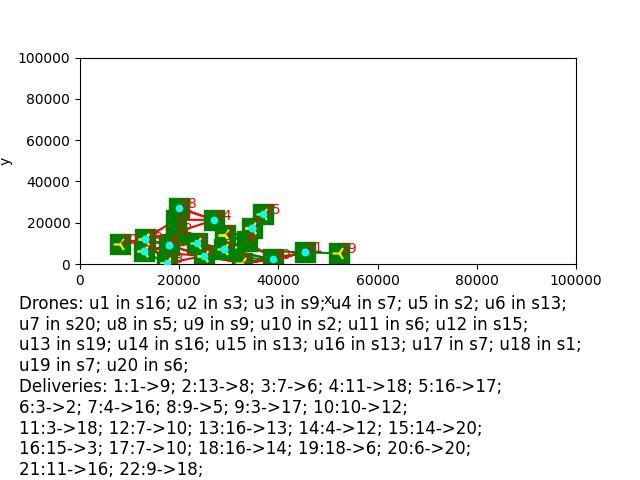 100000
80000
60000
40000
20000
0
y
0 20000 40000 60000 80000 100000
x
Drones: u1 in s16; u2 in s3; u3 in s9; u4 in s7; u5 in s2; u6 in s13;
u7 in s20; u8 in s5; u9 in s9; u10 in s2; u11 in s6; u12 in s15;
u13 in s19; u14 in s16; u15 in s13; u16 in s13; u17 in s7; u18 in s1;
u19 in s7; u20 in s6;
Deliveries: 1:1->9; 2:13->8; 3:7->6; 4:11->18; 5:16->17;
6:3->2; 7:4->16; 8:9->5; 9:3->17; 10:10->12;
11:3->18; 12:7->10; 13:16->13; 14:4->12; 15:14->20;
16:15->3; 17:7->10; 18:16->14; 19:18->6; 20:6->20;
21:11->16; 22:9->18;